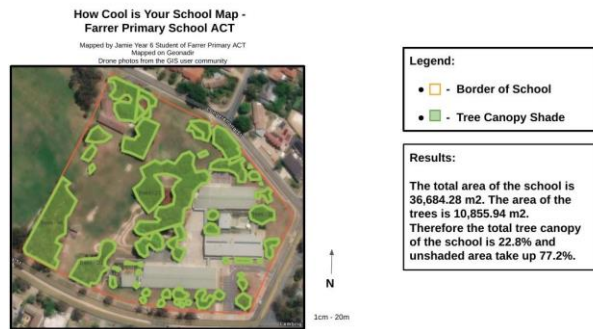 How Cool is Your School Map -
Farrer Primary School ACT
Mapped by Jamie Year 6 Student of Farrer Primary ACT
Mapped on Geonadir
Drone photos from the GIS user community
Legend:
- Border of School
- Tree Canopy Shade
Results:
The total area of the school is
36,684.28 m2. The area of the
trees is 10,855.94 m2.
Therefore the total tree canopy
of the school is 22.8% and
unshaded area take up 77.2%.
N
1cm - 20m